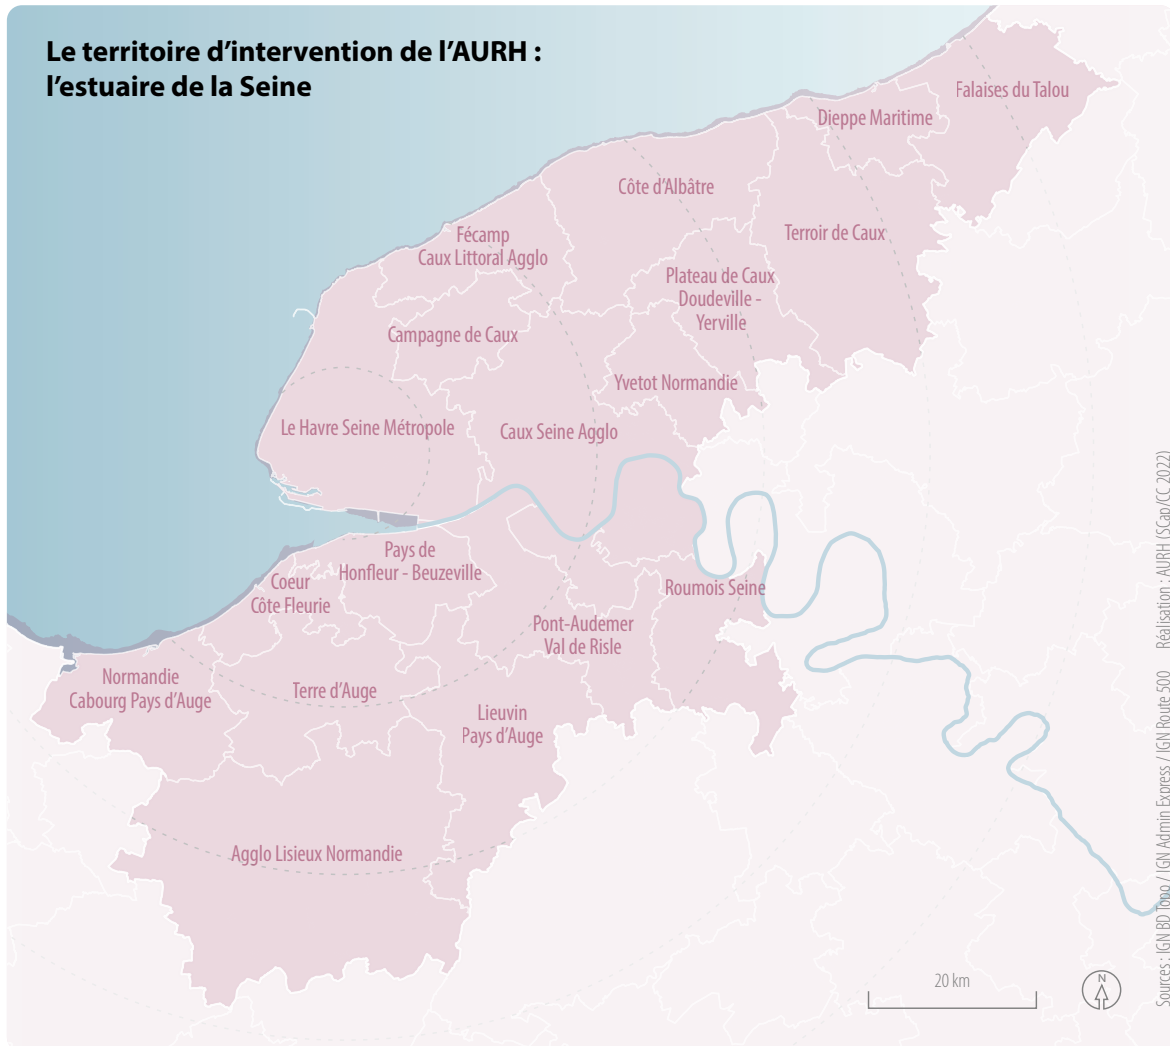 Le territoire d'intervention de l'AURH :
l'estuaire de la Seine
Falaises du Talou
Dieppe Maritime
Côte d'Albâtre
Terroir de Caux
Fécamp
Caux Littoral Agglo
Plateau de Caux
Doudeville -
Yerville
Campagne de Caux
Yvetot Normandie
Le Havre Seine Métropole
Caux Seine Agglo
Pays de
Honfleur - Beuzeville
Coeur
Côte Fleurie
Roumois Seine
Pont-Audemer
Val de Risle
Normandie
Cabourg Pays d'Auge
Terre d'Auge
Lieuvin
Pays d'Auge
Agglo Lisieux Normandie
20 km
N
Sources : IGN BD Topo / IGN Admin Express / IGN Route 500 Réalisation : AURH (SCap/CC 2022)